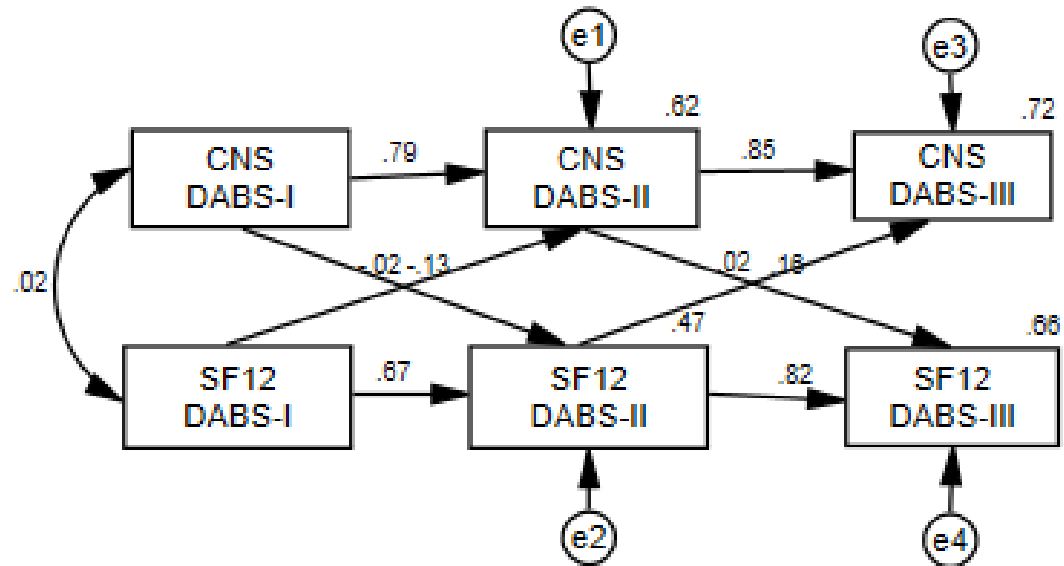 e1
e3
.62
.72
CNS
DABS-I
.79
CNS
DABS-II
.85
CNS
DABS-III
.02
-.02
-.13
.02
.16
.47
.66
SF12
DABS-I
.67
SF12
DABS-II
.82
SF12
DABS-III
e2
e4